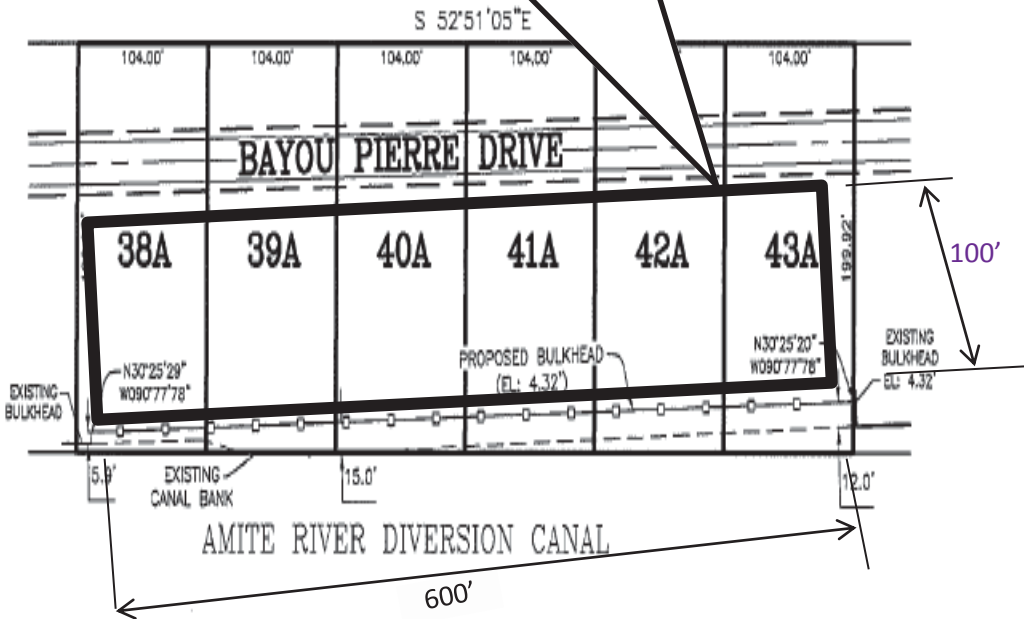 S 52°51'05"E
104.00' 104.00' 104.00' 104.00' 104.00'
BAYOU PIERRE DRIVE
38A 39A 40A 41A 42A 43A
199.92'
100'
N30°25'29"
W090°77'78"
PROPOSED BULKHEAD
(EL: 4.32")
N30°25'20"
W090°77'78"
EXISTING
BULKHEAD
EL: 4.32'
EXISTING
BULKHEAD
5.9'
EXISTING
CANAL BANK
15.0'
12.0'
AMITE RIVER DIVERSION CANAL
600'